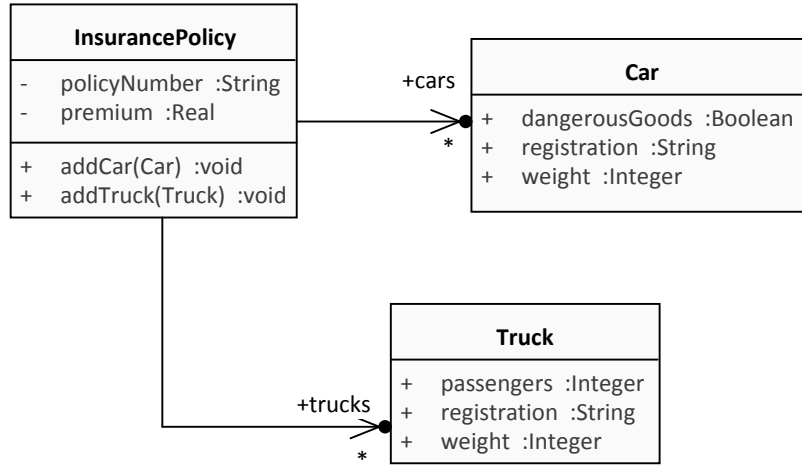 InsurancePolicy
- policyNumber :String
- premium :Real
+ addCar(Car) :void
+ addTruck(Truck) :void
+cars
*
Car
+ dangerousGoods :Boolean
+ registration :String
+ weight :Integer
+trucks
*
Truck
+ passengers :Integer
+ registration :String
+ weight :Integer